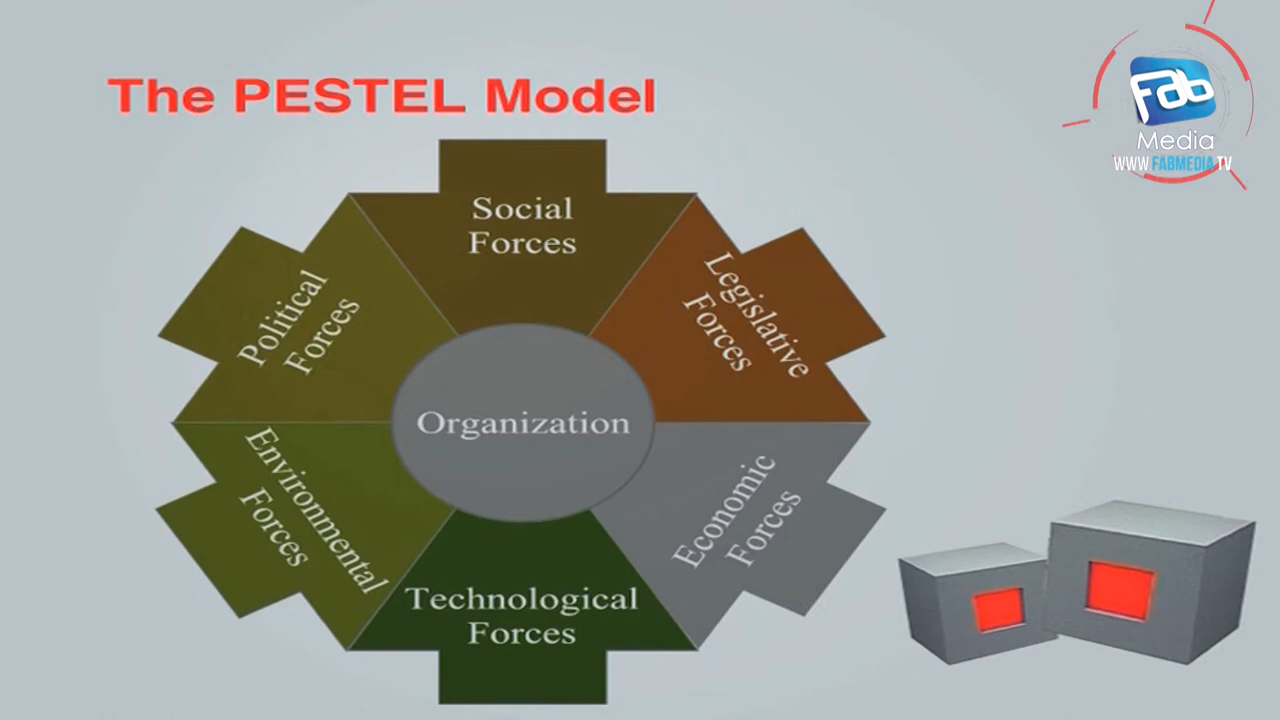 The PESTEL Model
Fab
Media
WWW.FABMEDIA.TV
Social
Forces
Political
Forces
Legislative
Forces
Organization
Environmental
Forces
Economic
Forces
Technological
Forces